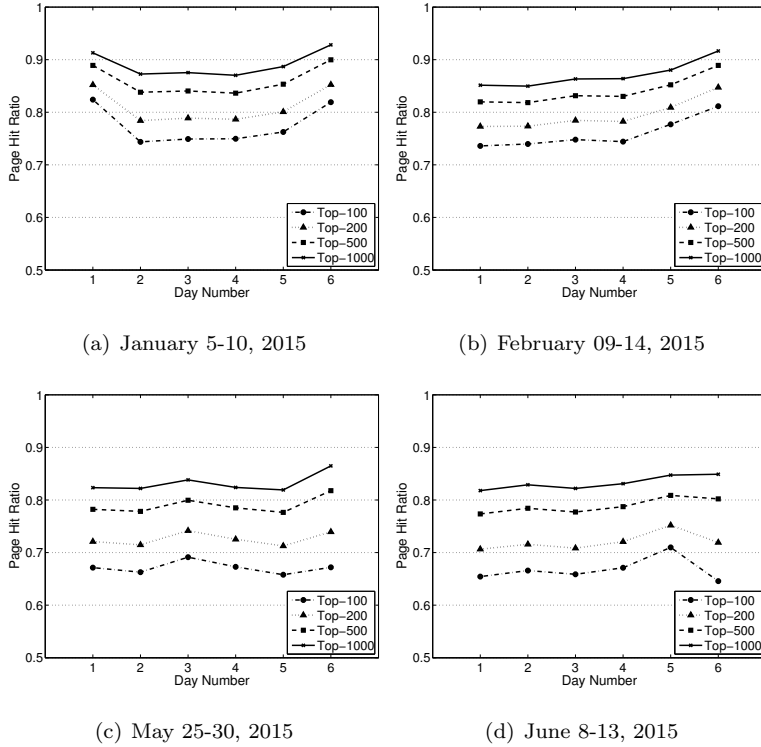 1
0.9
0.8
0.7
0.6
0.5
Page Hit Ratio
1 2 3 4 5 6
Day Number
Top-100
Top-200
Top-500
Top-1000
(a) January 5-10, 2015
1
0.9
0.8
0.7
0.6
0.5
Page Hit Ratio
1 2 3 4 5 6
Day Number
Top-100
Top-200
Top-500
Top-1000
(b) February 09-14, 2015
1
0.9
0.8
0.7
0.6
0.5
Page Hit Ratio
1 2 3 4 5 6
Day Number
Top-100
Top-200
Top-500
Top-1000
(c) May 25-30, 2015
1
0.9
0.8
0.7
0.6
0.5
Page Hit Ratio
1 2 3 4 5 6
Day Number
Top-100
Top-200
Top-500
Top-1000
(d) June 8-13, 2015